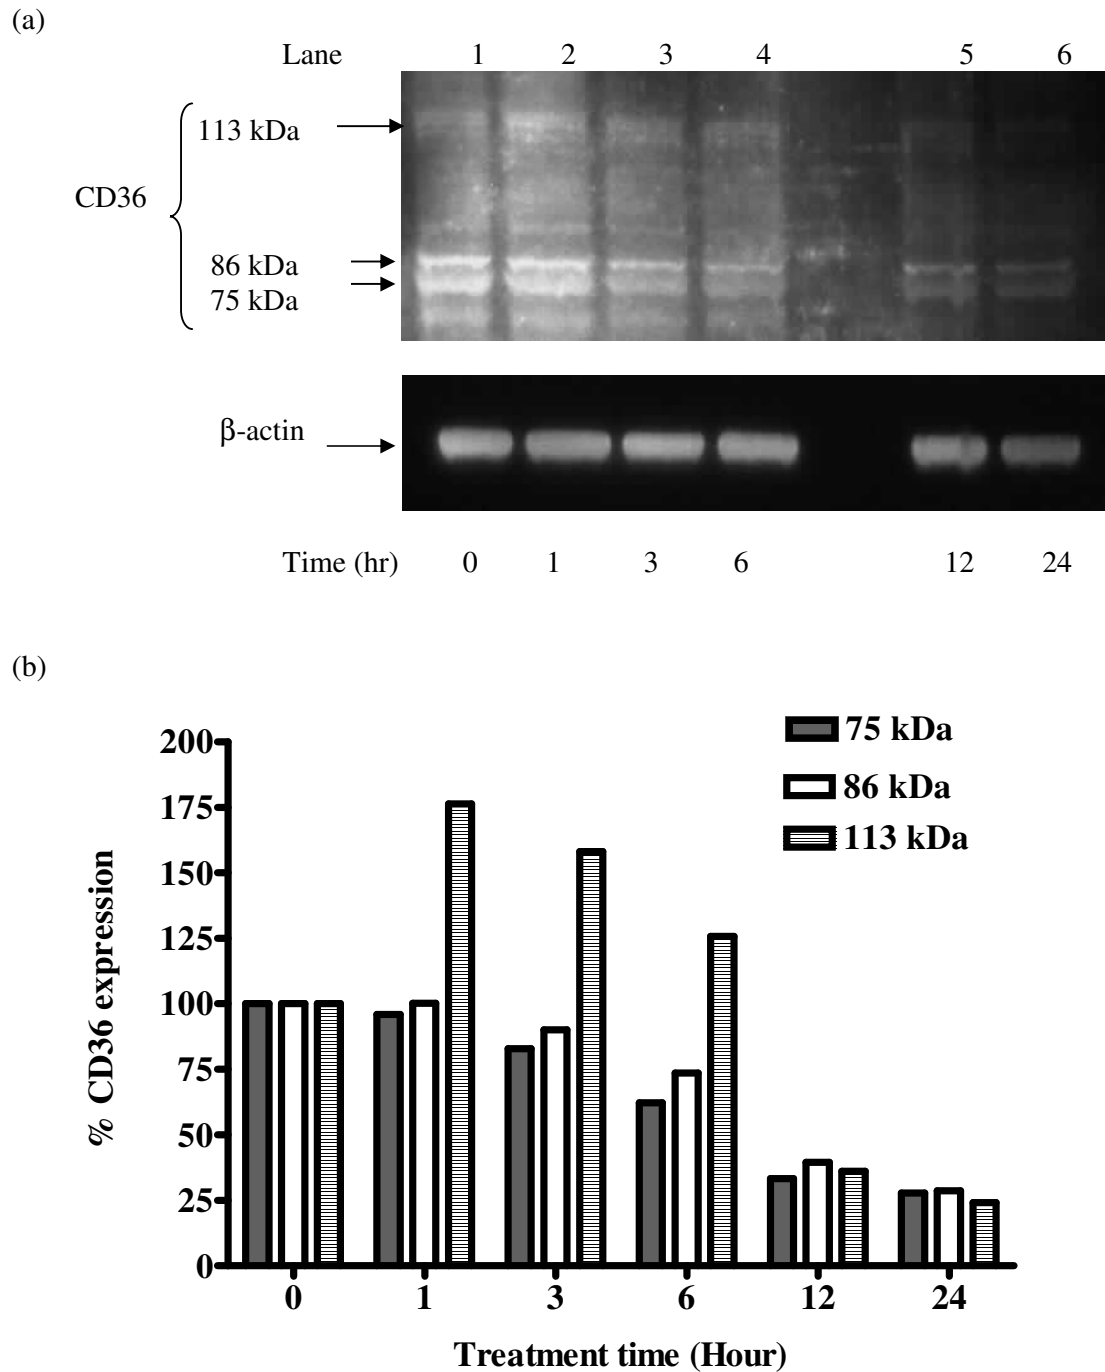 (a)
Lane 1 2 3 4 5 6
113 kDa
CD36
86 kDa
75 kDa
β-actin
Time (hr) 0 1 3 6 12 24
(b)
200
175
150
125
100
75
50
25
0
% CD36 expression
75 kDa
86 kDa
113 kDa
0 1 3 6 12 24
Treatment time (Hour)